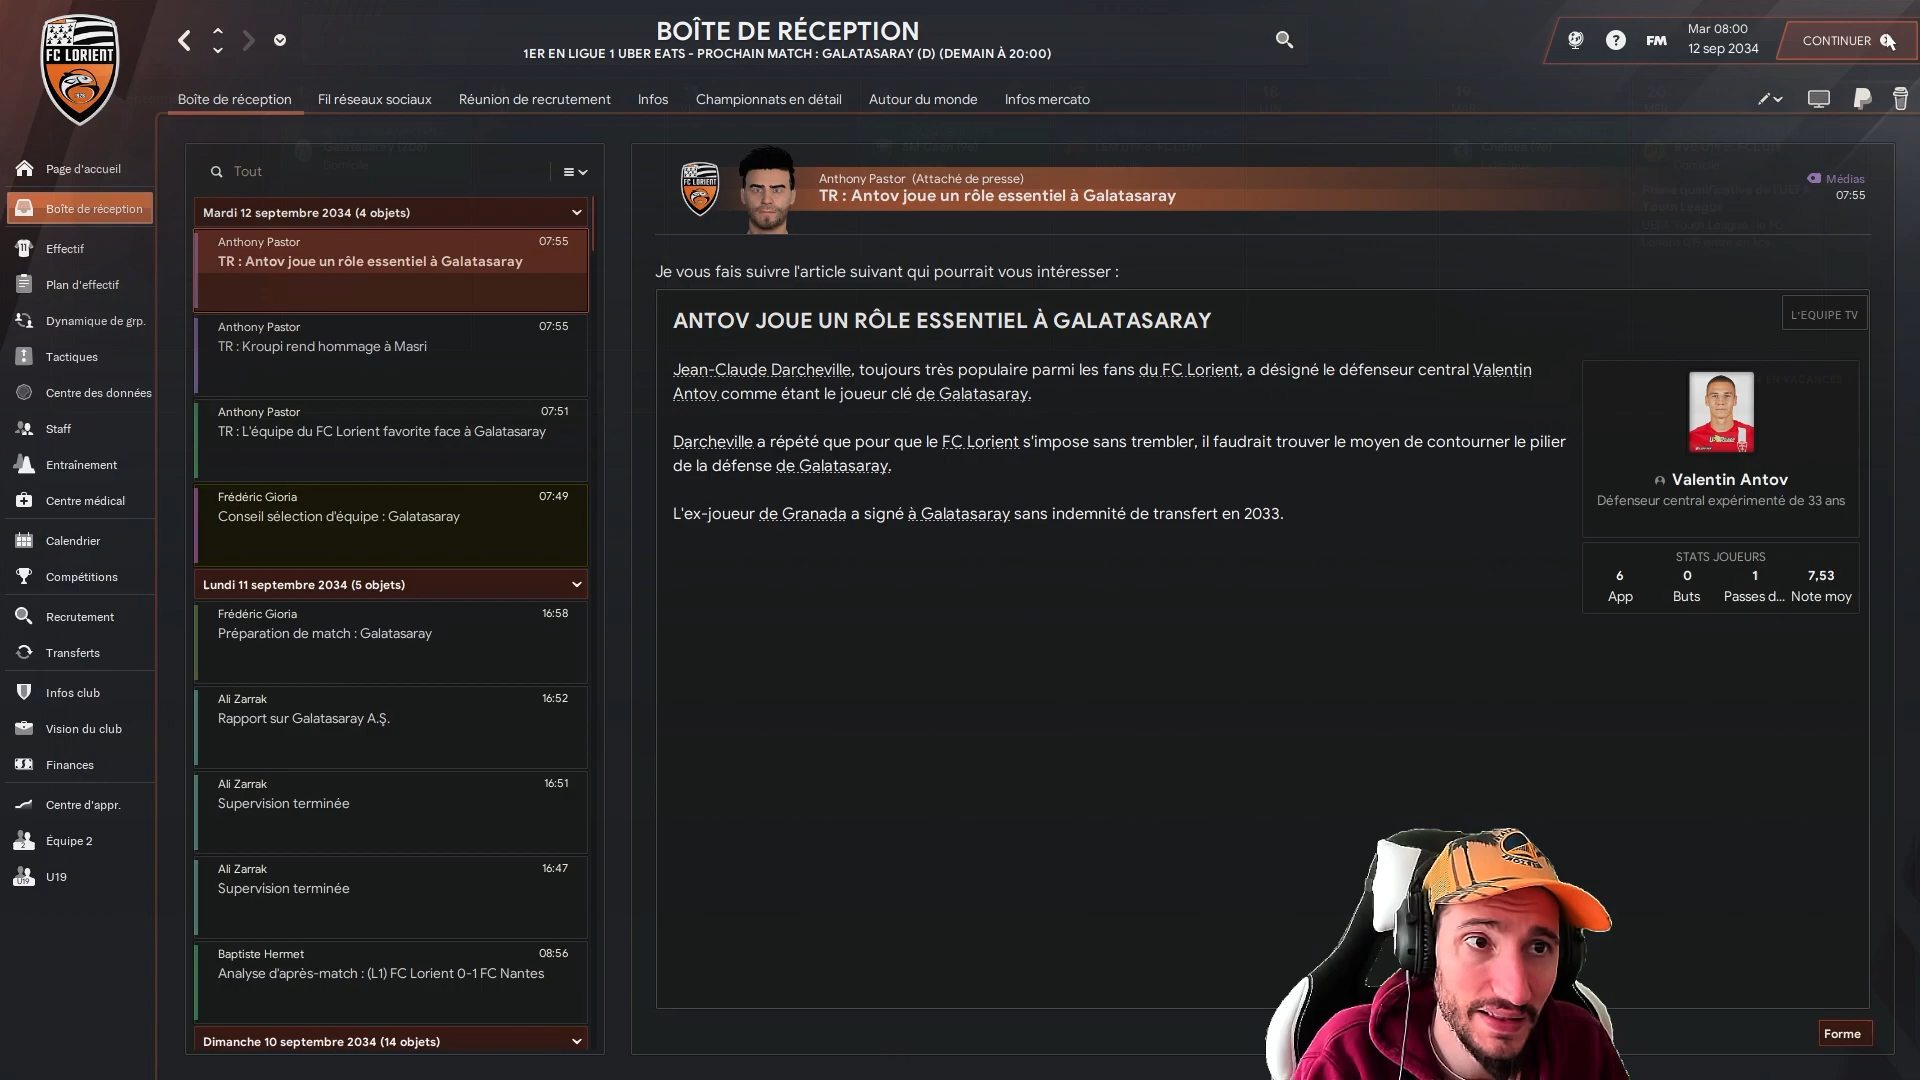 FC LORIENT
BOÎTE DE RÉCEPTION
1ER EN LIGUE 1 UBER EATS - PROCHAIN MATCH : GALATASARAY (D) (DEMAIN À 20:00)
FM
Mar 08:00
12 sep 2034
CONTINUER
Boîte de réception
Fil réseaux sociaux
Réunion de recrutement
Infos
Championnats en détail
Autour du monde
Infos mercato
Page d'accueil
Boîte de réception
Effectif
Plan d'effectif
Dynamique de grp.
Tactiques
Centre des données
Staff
Entraînement
Centre médical
Calendrier
Compétitions
Recrutement
Transferts
Infos club
Vision du club
Finances
Centre d'appr.
Équipe 2
U19
Tout
Mardi 12 septembre 2034 (4 objets)
Anthony Pastor 07:55
TR : Antov joue un rôle essentiel à Galatasaray
Anthony Pastor 07:55
TR : Kroupi rend hommage à Masri
Anthony Pastor 07:51
TR : L'équipe du FC Lorient favorite face à Galatasaray
Frédéric Gioria 07:49
Conseil sélection d'équipe : Galatasaray
Lundi 11 septembre 2034 (5 objets)
Frédéric Gioria 16:58
Préparation de match : Galatasaray
Ali Zarrak 16:52
Rapport sur Galatasaray A.Ş.
Ali Zarrak 16:51
Supervision terminée
Ali Zarrak 16:47
Supervision terminée
Baptiste Hermet 08:56
Analyse d'après-match : (L1) FC Lorient 0-1 FC Nantes
Dimanche 10 septembre 2034 (14 objets)
FC LORIENT
Anthony Pastor (Attaché de presse)
TR : Antov joue un rôle essentiel à Galatasaray
Médias
07:55
Je vous fais suivre l'article suivant qui pourrait vous intéresser :
ANTOV JOUE UN RÔLE ESSENTIEL À GALATASARAY
L'EQUIPE TV
Jean-Claude Darcheville, toujours très populaire parmi les fans du FC Lorient, a désigné le défenseur central Valentin
Antov comme étant le joueur clé de Galatasaray.
Darcheville a répété que pour que le FC Lorient s'impose sans trembler, il faudrait trouver le moyen de contourner le pilier
de la défense de Galatasaray.
L'ex-joueur de Granada a signé à Galatasaray sans indemnité de transfert en 2033.
Valentin Antov
Défenseur central expérimenté de 33 ans
STATS JOUEURS
6 0 1 7,53
App Buts Passes d... Note moy
Forme